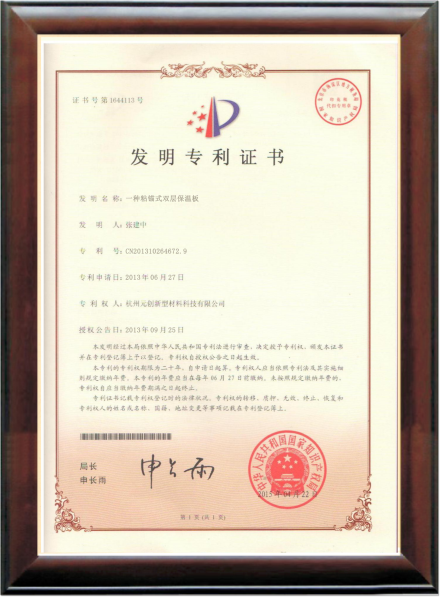 证书号第1644113号
发明专利证书
发明名称：一种粘锚式双层保温板
发明人：张建中
专利号：CN201310264672.9
专利申请日：2013年06月27日
专利权人：杭州元创新型材料科技有限公司
授权公告日：2013年09月25日
本发明经过本局依照中华人民共和国专利法进行审查，决定授予专利权，颁发本证书
并在专利登记簿上予以登记。专利权自授权公告之日起生效。
本专利的专利权期限为二十年，自申请日起算。专利权人应当依照专利法及其实施细
则规定缴纳年费。本专利的年费应当在每年06月27日前缴纳。未按照规定缴纳年费的，
专利权自应当缴纳年费期满之日起终止。
专利证书记载专利权登记时的法律状况。专利权的转移、质押、无效、终止、恢复和
专利权人的姓名或名称、国籍、地址变更等事项记载在专利登记簿上。
局长
申长雨
申长雨
中华人民共和国国家知识产权局
2015年04月22日
第1页（共1页）